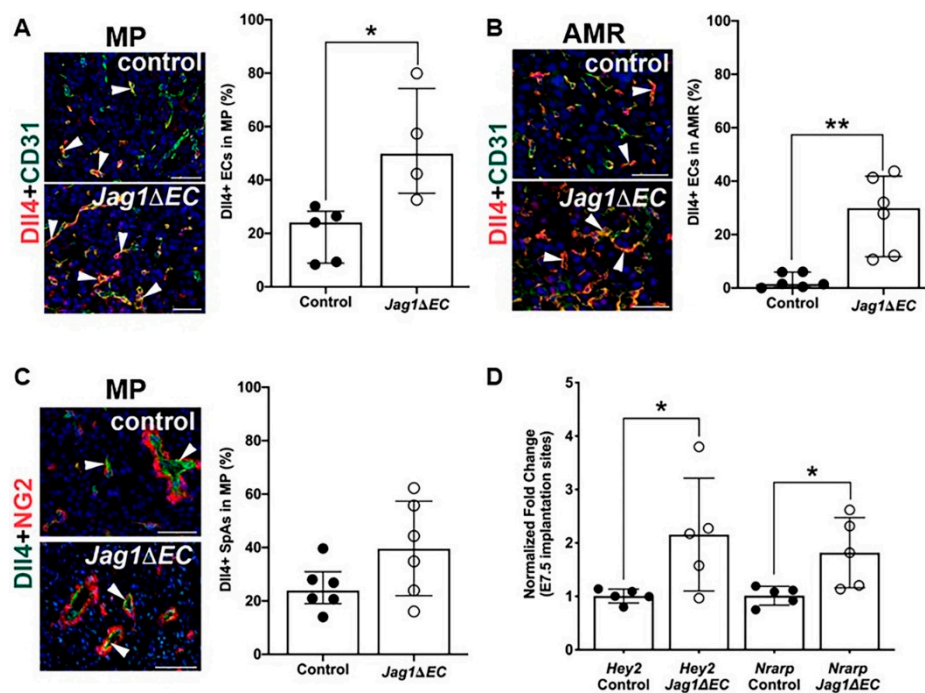 A
MP
control
Dll4+CD31
Jag1ΔEC
Dll4+ ECs in MP (%)
100
80
60
40
20
0
*
Control
Jag1ΔEC
B
AMR
control
Dll4+CD31
Jag1ΔEC
Dll4+ ECs in AMR (%)
100
80
60
40
20
0
**
Control
Jag1ΔEC
C
MP
control
Dll4+NG2
Jag1ΔEC
Dll4+ SpAs in MP (%)
100
80
60
40
20
0
Control
Jag1ΔEC
D
Normalized Fold Change
(E7.5 implantation sites)
5
4
3
2
1
0
*
*
Hey2
Control
Hey2
Jag1ΔEC
Nrarp
Control
Nrarp
Jag1ΔEC